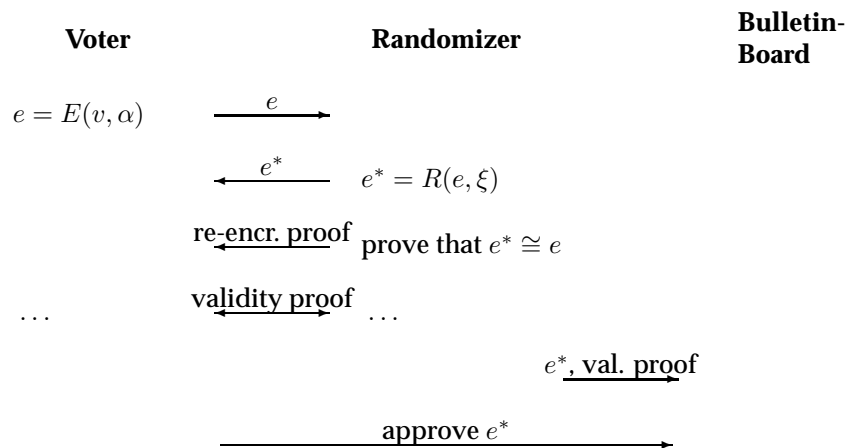 Voter Randomizer Bulletin-
Board
e = E(v, α) e
e* e* = R(e, ξ)
re-encr. proof prove that e* ≅ e
... validity proof ...
e*, val. proof
approve e*